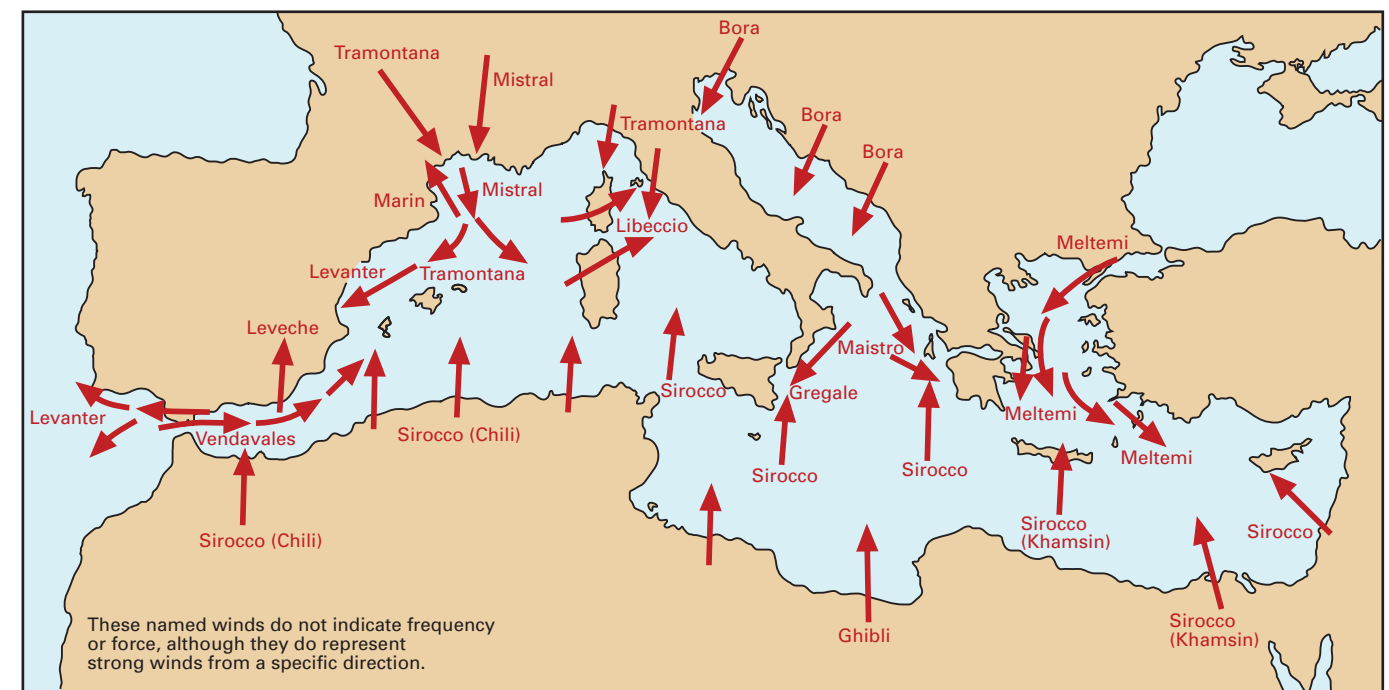 Bora
Tramontana
Mistral
Bora
Tramontana
Bora
Mistral
Marin
Libeccio
Meltemi
Levanter
Tramontana
Leveche
Maistro
Sirocco
Gregale
Levanter
Meltemi
Vendavales
Sirocco (Chili)
Meltemi
Sirocco
Sirocco
Sirocco
(Khamsin)
Sirocco
Sirocco (Chili)
Ghibli
Sirocco
(Khamsin)
These named winds do not indicate frequency
or force, although they do represent
strong winds from a specific direction.